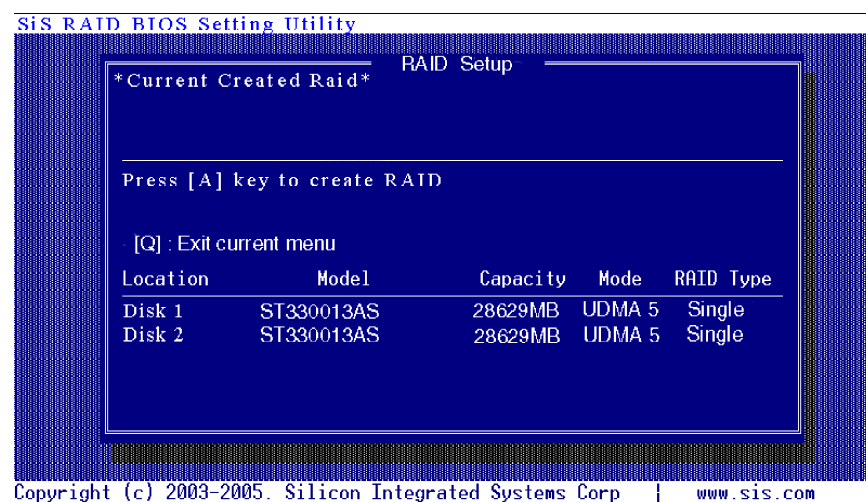 SiS RAID BIOS Setting Utility
RAID Setup
*Current Created Raid*
Press [A] key to create RAID
[Q] : Exit current menu
Location Model Capacity Mode RAID Type
Disk 1 ST330013AS 28629MB UDMA 5 Single
Disk 2 ST330013AS 28629MB UDMA 5 Single
Copyright (c) 2003-2005. Silicon Integrated Systems Corp | www.sis.com